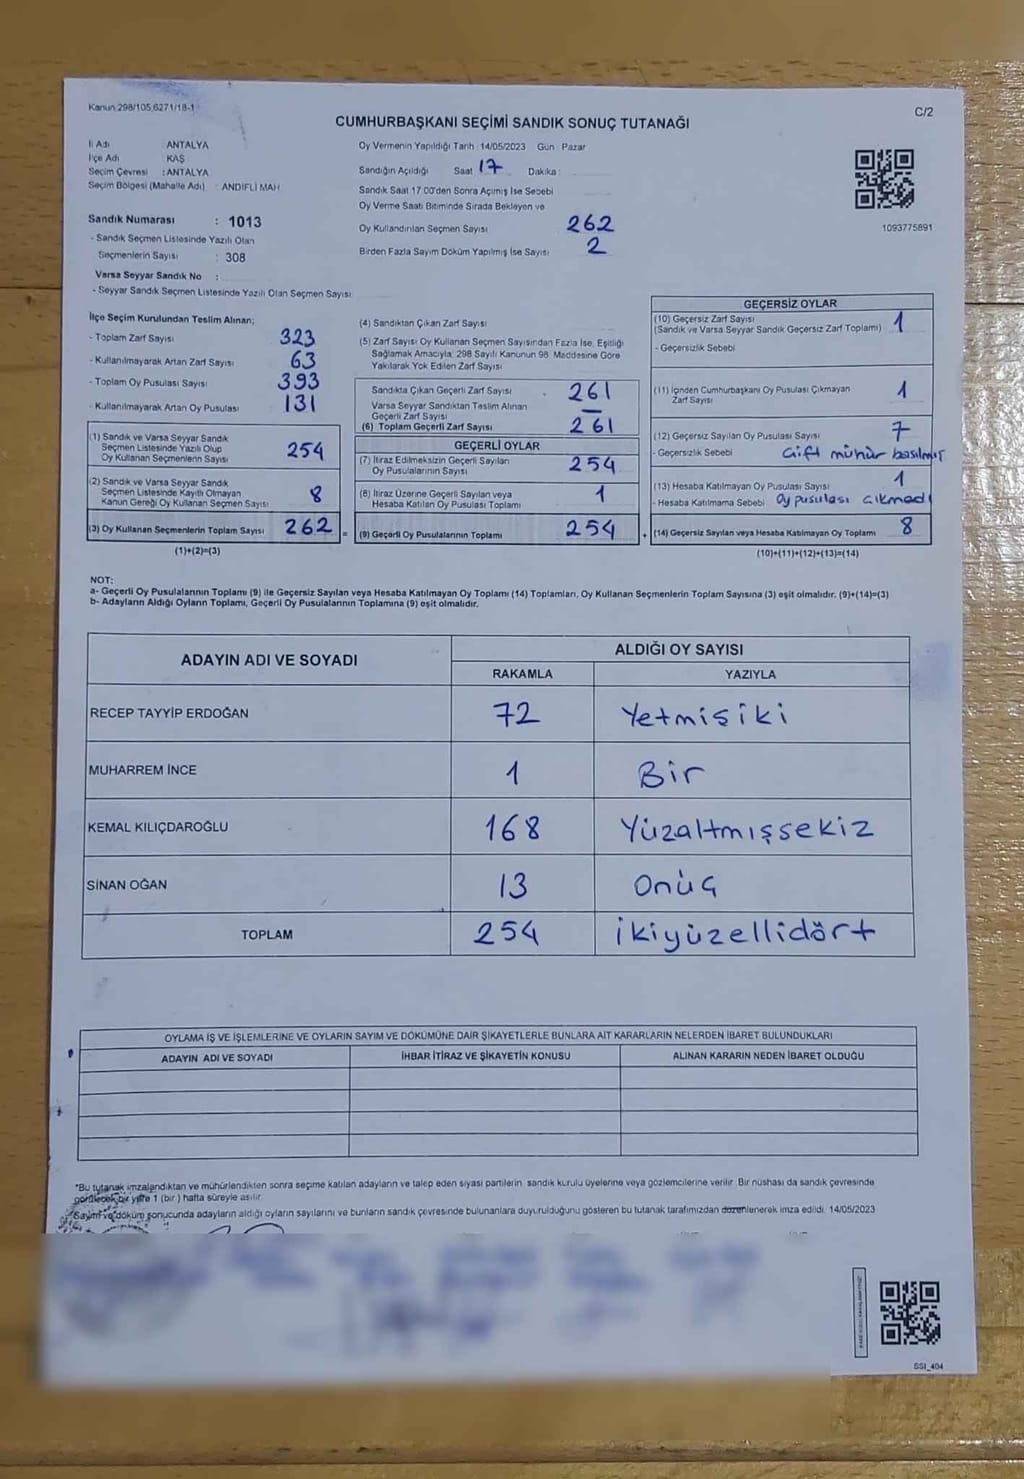 Kanun 298/105,6271/18-1
C/2
CUMHURBAŞKANI SEÇİMİ SANDIK SONUÇ TUTANAĞI
İl Adı : ANTALYA
İlçe Adı : KAŞ
Seçim Çevresi : ANTALYA
Seçim Bölgesi (Mahalle Adı) : ANDİFLİ MAH
Sandık Numarası : 1013
- Sandık Seçmen Listesinde Yazılı Olan
Seçmenlerin Sayısı : 308
Varsa Seyyar Sandık No :
- Seyyar Sandık Seçmen Listesinde Yazılı Olan Seçmen Sayısı
Oy Vermenin Yapıldığı Tarih : 14/05/2023 Gün : Pazar
Sandığın Açıldığı Saat 17 Dakika :
Sandık Saat 17:00'den Sonra Açımış İse Sebebi
Oy Verme Saati Bitiminde Sırada Bekleyen ve
Oy Kullandırılan Seçmen Sayısı 262
Birden Fazla Sayım Döküm Yapılmış İse Sayısı 2
1093775891
İlçe Seçim Kurulundan Teslim Alınan;
- Toplam Zarf Sayısı 323
- Kullanılmayarak Artan Zarf Sayısı 63
- Toplam Oy Pusulası Sayısı 393
- Kullanılmayarak Artan Oy Pusulası 131
(1) Sandık ve Varsa Seyyar Sandık
Seçmen Listesinde Yazılı Olup
Oy Kullanan Seçmenlerin Sayısı 254
(2) Sandık ve Varsa Seyyar Sandık
Seçmen Listesinde Kayıtlı Olmayan
Kanun Gereği Oy Kullanan Seçmen Sayısı 8
(3) Oy Kullanan Seçmenlerin Toplam Sayısı 262 =
(1)+(2)=(3)
(4) Sandıktan Çıkan Zarf Sayısı
(5) Zarf Sayısı Oy Kullanan Seçmen Sayısından Fazla İse, Eşitliği
Sağlamak Amacıyla; 298 Sayılı Kanunun 98. Maddesine Göre
Yakılarak Yok Edilen Zarf Sayısı
Sandıkta Çıkan Geçerli Zarf Sayısı 261
Varsa Seyyar Sandıktan Teslim Alınan
Geçerli Zarf Sayısı —
(6) Toplam Geçerli Zarf Sayısı 261
GEÇERLİ OYLAR
(7) İtiraz Edilmeksizin Geçerli Sayılan
Oy Pusulalarının Sayısı 254
(8) İtiraz Üzerine Geçerli Sayılan veya
Hesaba Katılan Oy Pusulası Toplamı 1
(9) Geçerli Oy Pusulalarının Toplamı 254 +
GEÇERSİZ OYLAR
(10) Geçersiz Zarf Sayısı
(Sandık ve Varsa Seyyar Sandık Geçersiz Zarf Toplamı) 1
- Geçersizlik Sebebi
(11) İçinden Cumhurbaşkanı Oy Pusulası Çıkmayan
Zarf Sayısı 1
(12) Geçersiz Sayılan Oy Pusulası Sayısı 7
- Geçersizlik Sebebi Çift mühür basılmış
(13) Hesaba Katılmayan Oy Pusulası Sayısı 1
- Hesaba Katılmama Sebebi Oy pusulası çıkmadı
(14) Geçersiz Sayılan veya Hesaba Katılmayan Oy Toplamı 8
(10)+(11)+(12)+(13)=(14)
NOT:
a- Geçerli Oy Pusulalarının Toplamı (9) ile Geçersiz Sayılan veya Hesaba Katılmayan Oy Toplamı (14) Toplamları, Oy Kullanan Seçmenlerin Toplam Sayısına (3) eşit olmalıdır. (9)+(14)=(3)
b- Adayların Aldığı Oyların Toplamı, Geçerli Oy Pusulalarının Toplamına (9) eşit olmalıdır.
ADAYIN ADI VE SOYADI
ALDIĞI OY SAYISI
RAKAMLA YAZIYLA
RECEP TAYYİP ERDOĞAN 72 Yetmişiki
MUHARREM İNCE 1 Bir
KEMAL KILIÇDAROĞLU 168 Yüzaltmışsekiz
SİNAN OĞAN 13 Onüç
TOPLAM 254 ikiyüzellidört
OYLAMA İŞ VE İŞLEMLERİNE VE OYLARIN SAYIM VE DÖKÜMÜNE DAİR ŞİKAYETLERLE BUNLARA AİT KARARLARIN NELERDEN İBARET BULUNDUKLARI
ADAYIN ADI VE SOYADI İHBAR İTİRAZ VE ŞİKAYETİN KONUSU ALINAN KARARIN NEDEN İBARET OLDUĞU
*Bu tutanak imzalandıktan ve mühürlendikten sonra seçime katılan adayların ve talep eden siyasi partilerin, sandık kurulu üyelerine veya gözlemcilerine verilir. Bir nüshası da sandık çevresinde
görülecek bir yere 1 (bir ) hafta süreyle asılır.
*Sayım ve döküm sonucunda adayların aldığı oyların sayılarını ve bunların sandık çevresinde bulunanlara duyurulduğunu gösteren bu tutanak tarafımızdan düzenlenerek imza edildi. 14/05/2023
SSI_404